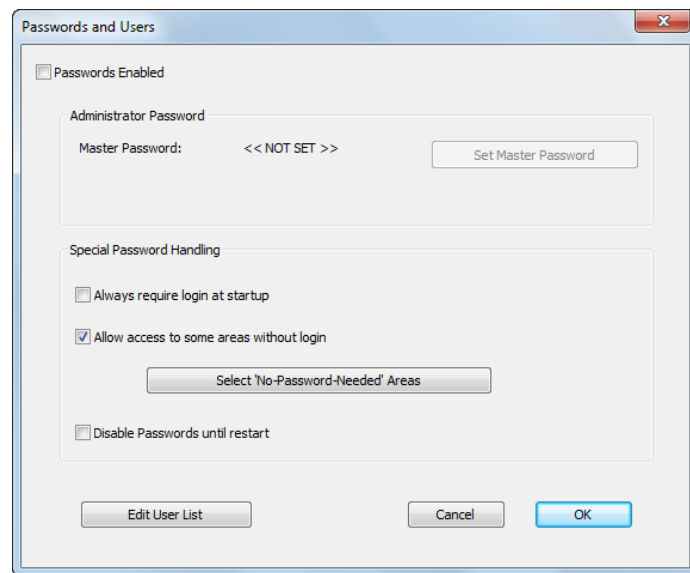 Passwords and Users
Passwords Enabled
Administrator Password
Master Password: << NOT SET >> Set Master Password
Special Password Handling
Always require login at startup
Allow access to some areas without login
Select 'No-Password-Needed' Areas
Disable Passwords until restart
Edit User List Cancel OK